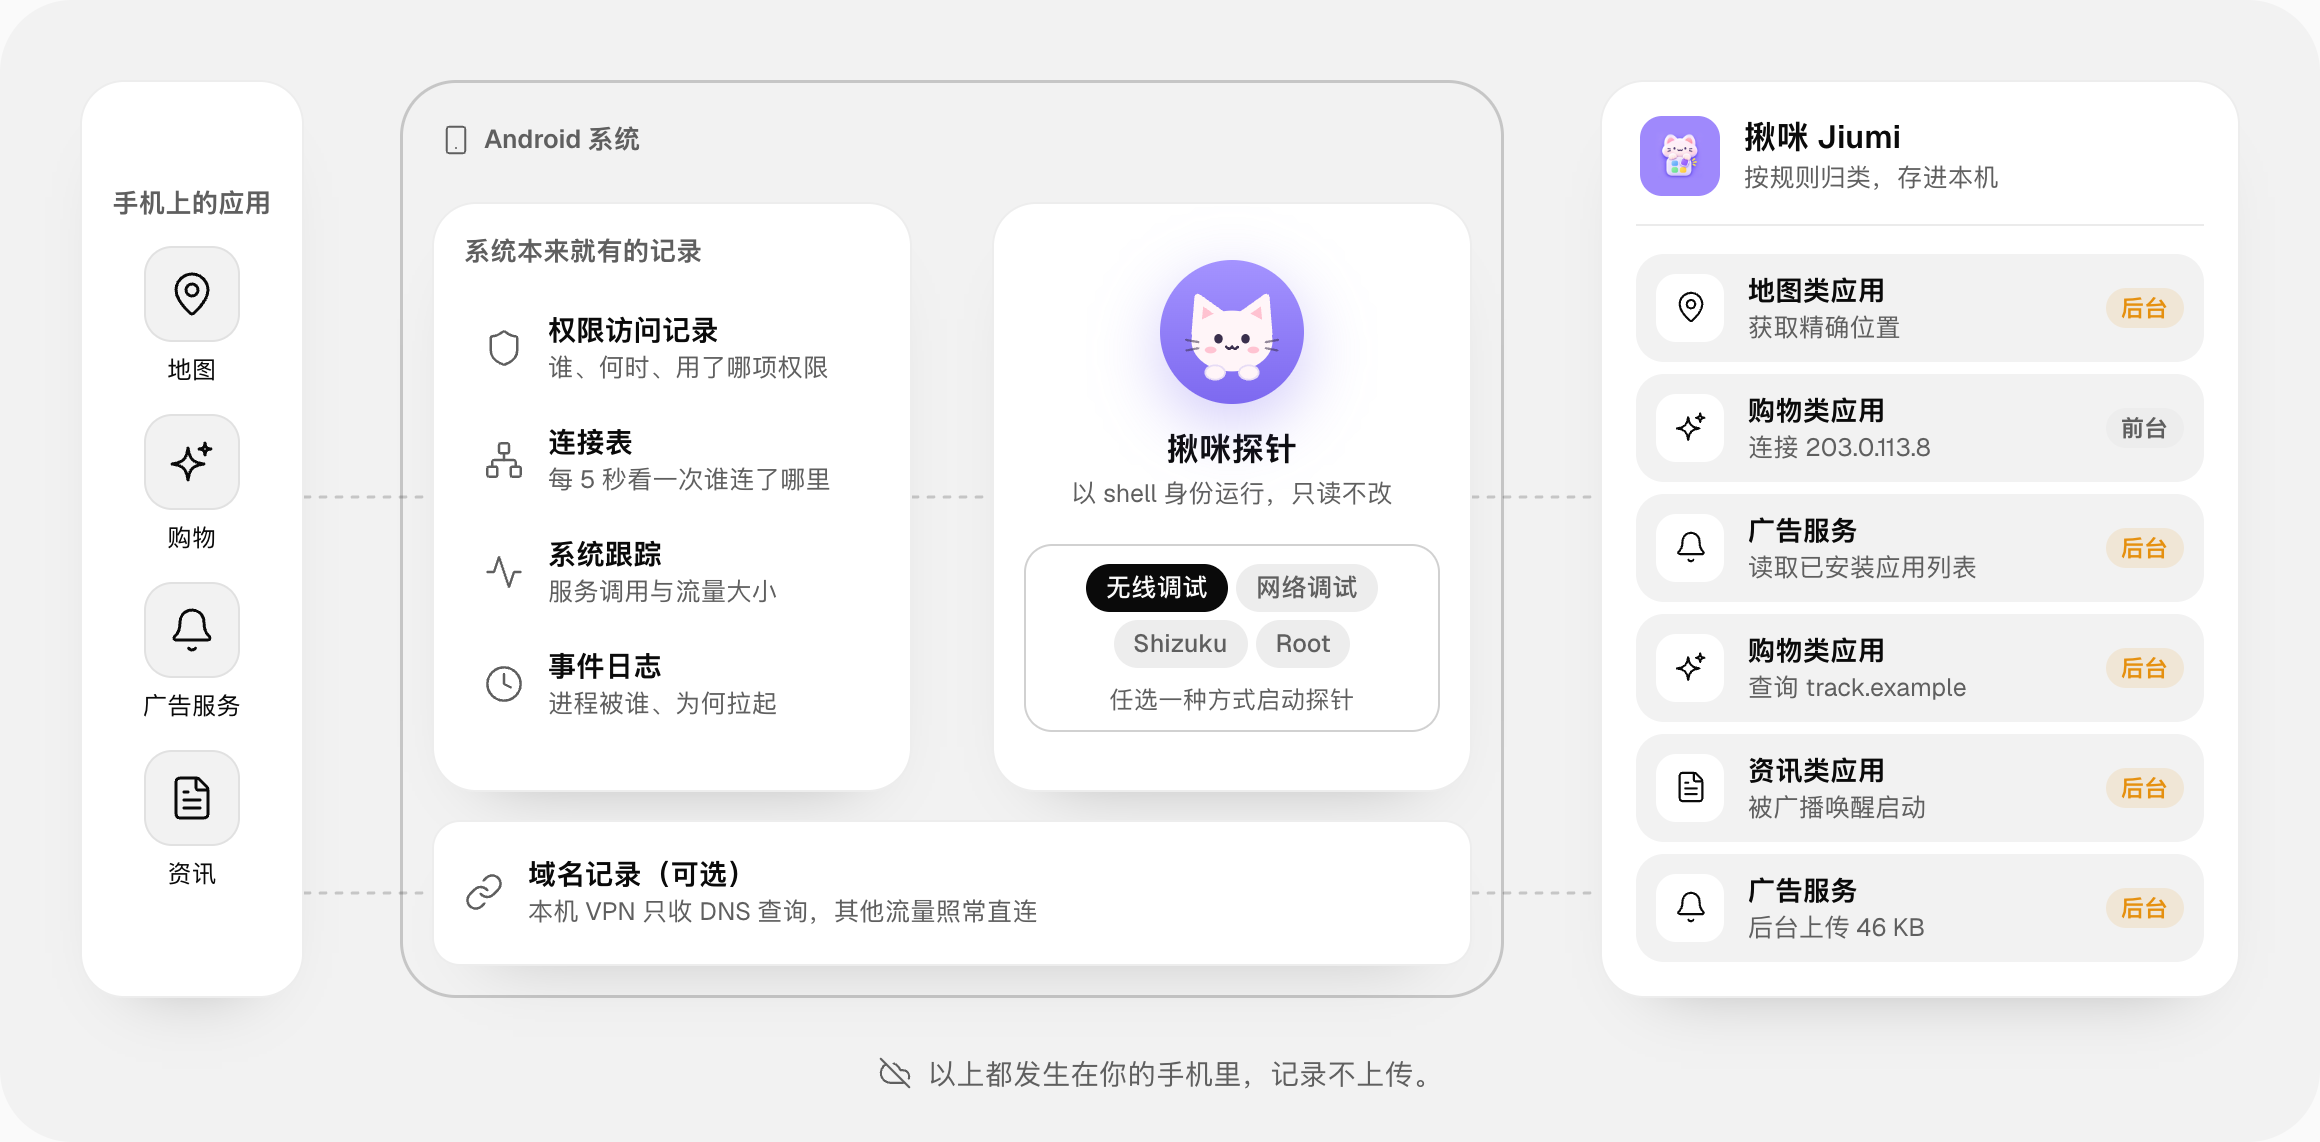 手机上的应用
地图
购物
广告服务
资讯
Android 系统
系统本来就有的记录
权限访问记录
谁、何时、用了哪项权限
连接表
每 5 秒看一次谁连了哪里
系统跟踪
服务调用与流量大小
事件日志
进程被谁、为何拉起
揪咪探针
以 shell 身份运行，只读不改
无线调试
网络调试
Shizuku
Root
任选一种方式启动探针
域名记录（可选）
本机 VPN 只收 DNS 查询，其他流量照常直连
揪咪 Jiumi
按规则归类，存进本机
地图类应用
获取精确位置
后台
购物类应用
连接 203.0.113.8
前台
广告服务
读取已安装应用列表
后台
购物类应用
查询 track.example
后台
资讯类应用
被广播唤醒启动
后台
广告服务
后台上传 46 KB
后台
以上都发生在你的手机里，记录不上传。